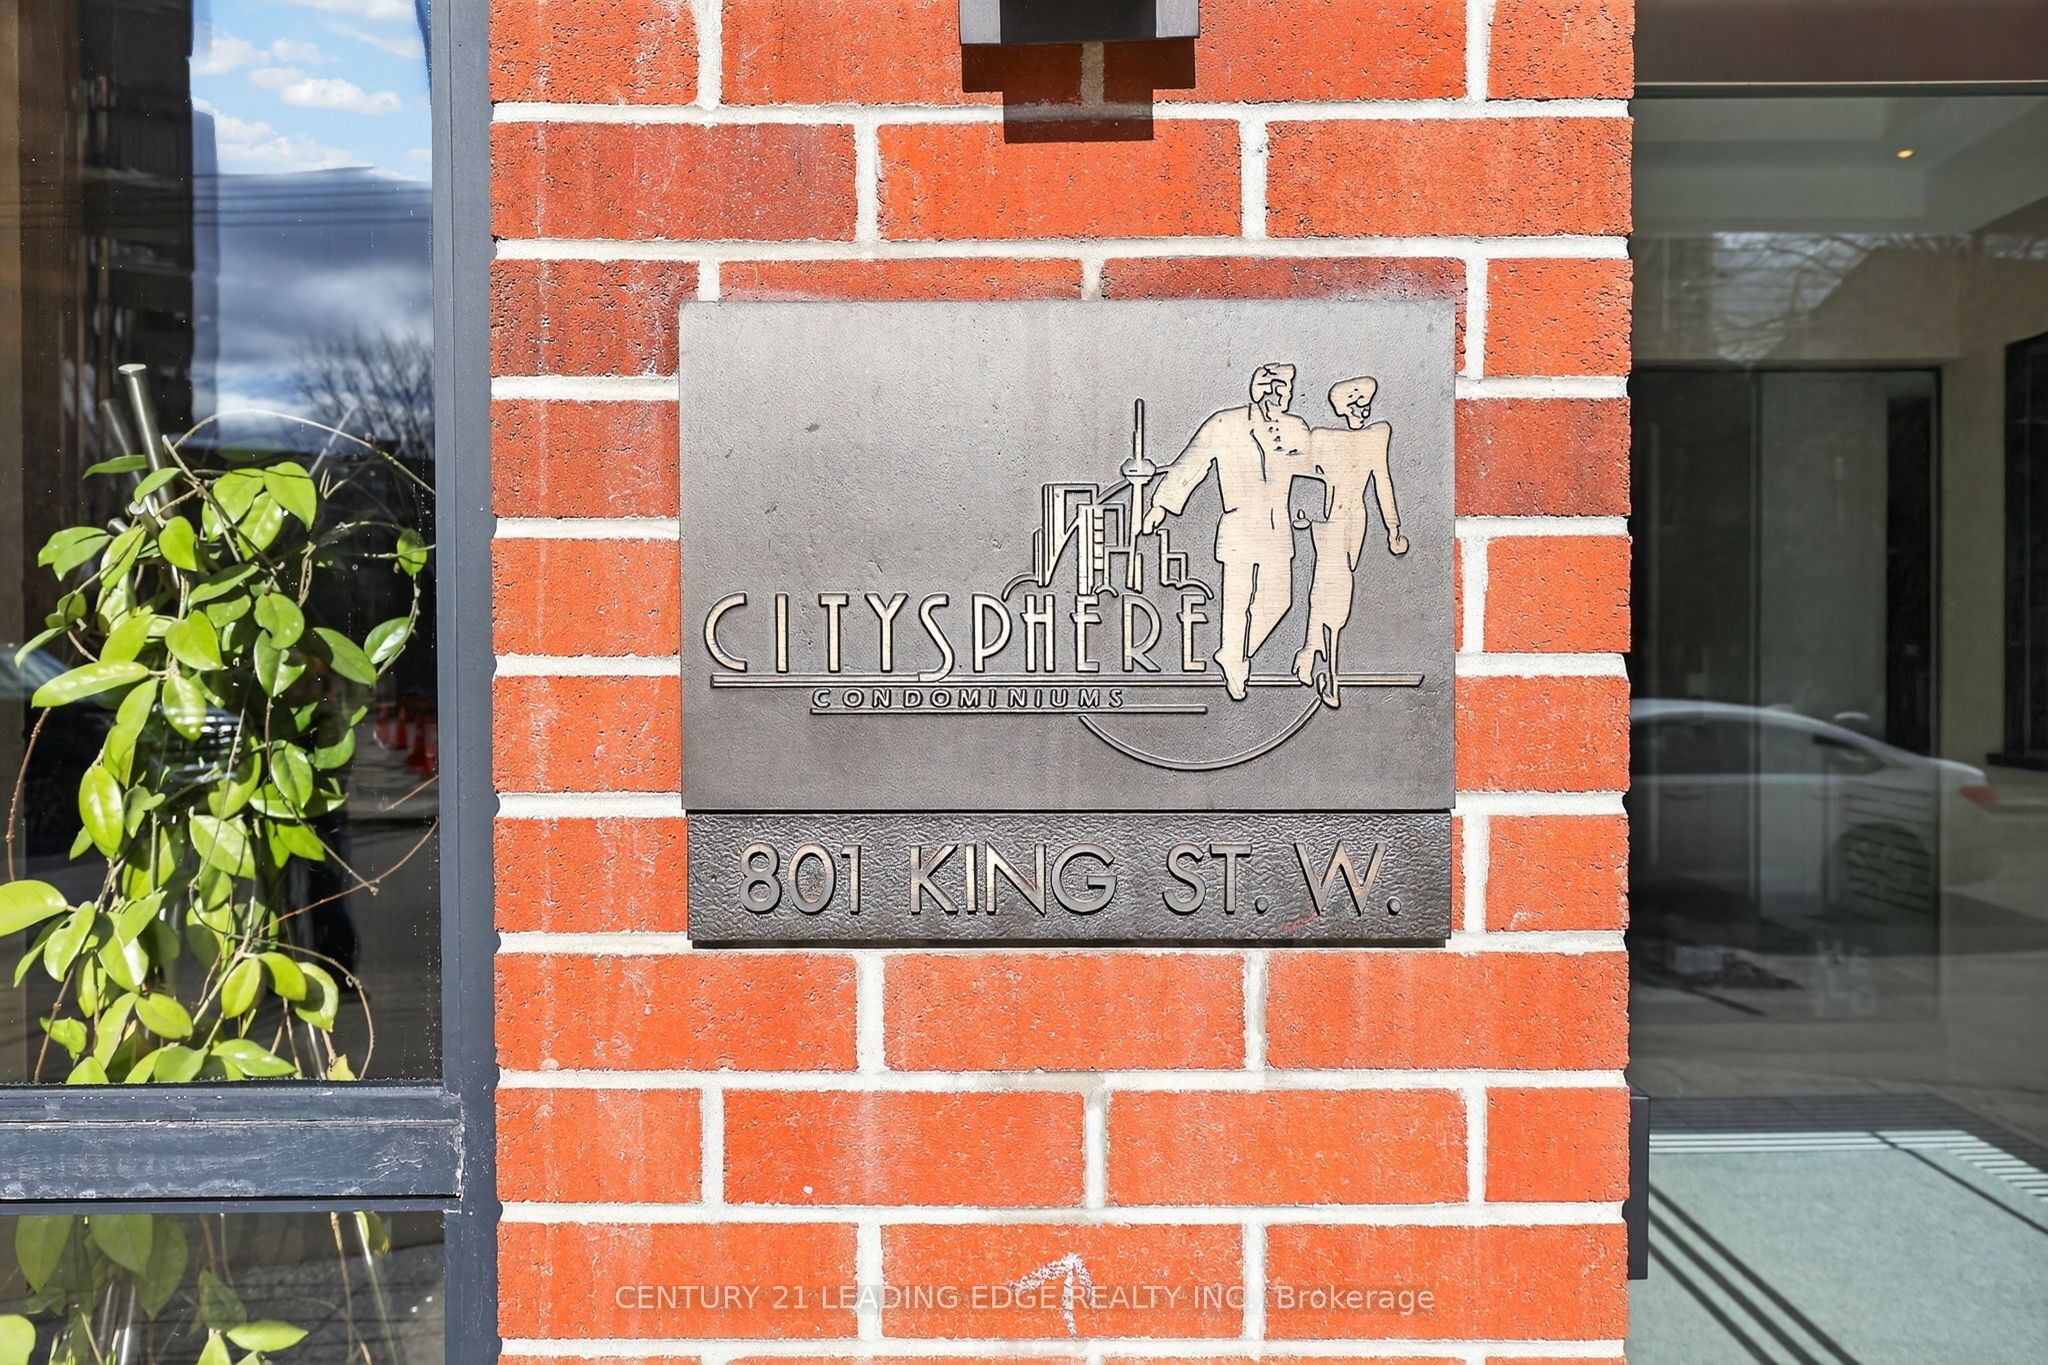 CITYSPHERE
CONDOMINIUMS
801 KING ST. W.
CENTURY 21 LEADING EDGE REALTY INC., Brokerage